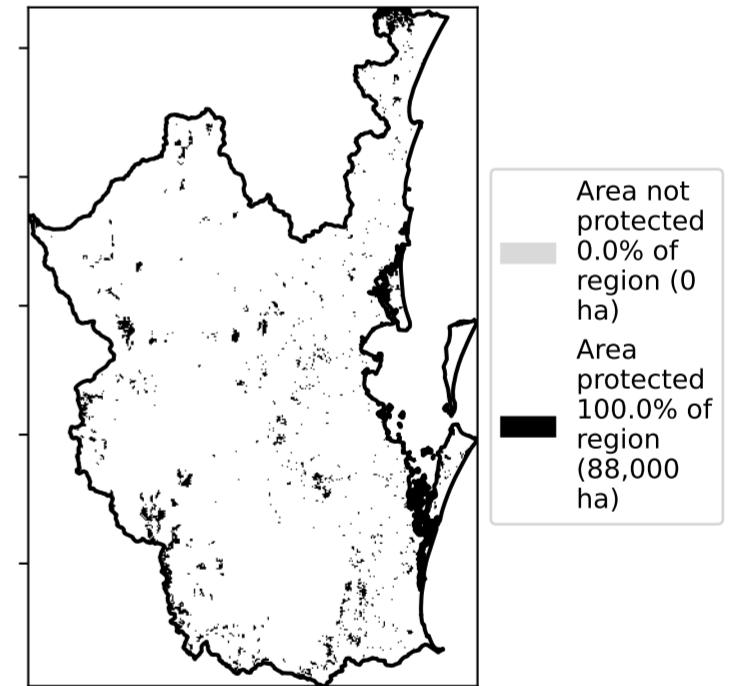 Area not
protected
0.0% of
region (0
ha)
Area
protected
100.0% of
region
(88,000
ha)